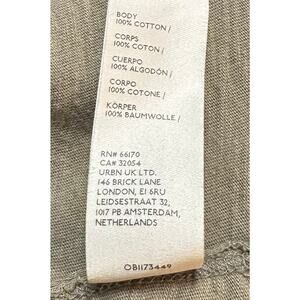 BODY
100% COTTON /
CORPS
100% COTON /
CUERPO
100% ALGODÓN /
CORPO
100% COTONE /
KÖRPER
100% BAUMWOLLE /
RN# 66170
CA# 32054
URBN UK LTD.
146 BRICK LANE
LONDON, E1 6RU
LEIDSESTRAAT 32,
1017 PB AMSTERDAM,
NETHERLANDS
OB1173449